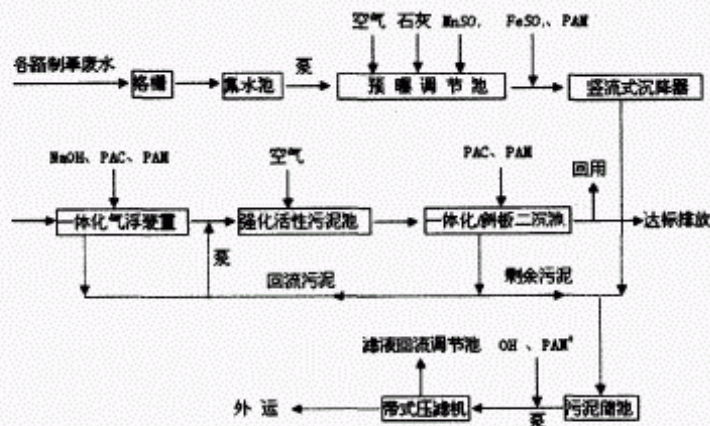 空气 石灰 MnSO, FeSO,、PAM
各路制革废水
格栅
集水池
泵
预曝调节池
竖流式沉降器
NaOH、PAC、PAM
空气
PAC、PAM
回用
一体化气浮装置
强化活性污泥池
一体化/斜板二沉池
达标排放
泵
回流污泥
剩余污泥
滤液回流调节池 OH 、PAM+
外运
带式压滤机
泵
污泥储池